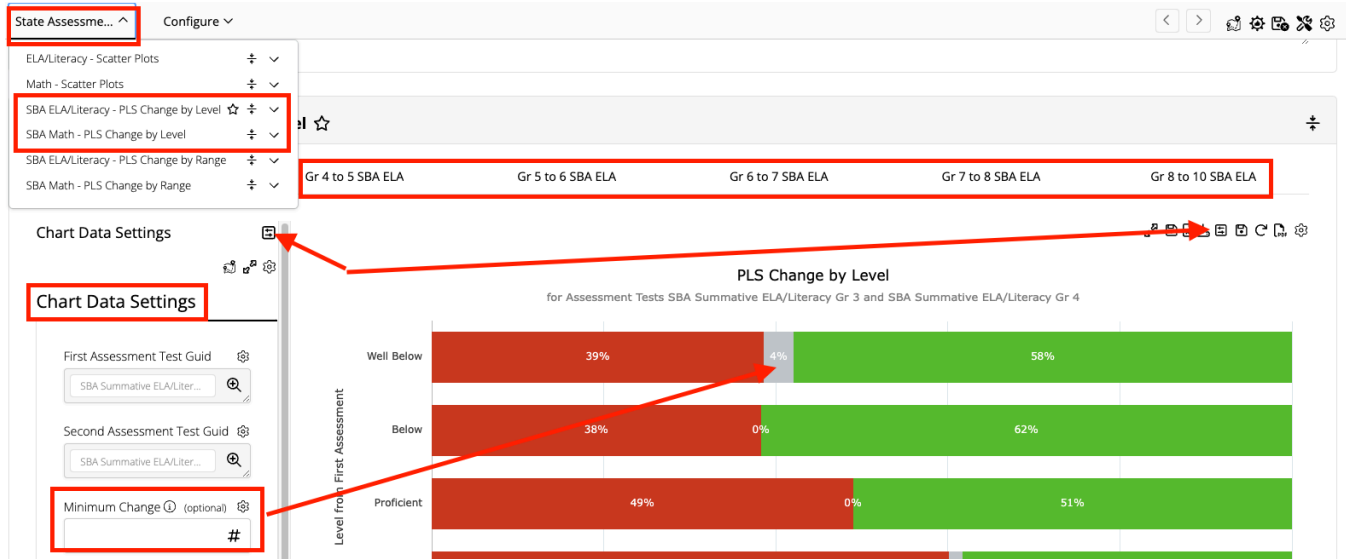 State Assessme...
Configure
ELA/Literacy - Scatter Plots
Math - Scatter Plots
SBA ELA/Literacy - PLS Change by Level
SBA Math - PLS Change by Level
SBA ELA/Literacy - PLS Change by Range
SBA Math - PLS Change by Range
el
Gr 4 to 5 SBA ELA
Gr 5 to 6 SBA ELA
Gr 6 to 7 SBA ELA
Gr 7 to 8 SBA ELA
Gr 8 to 10 SBA ELA
Chart Data Settings
Chart Data Settings
First Assessment Test Guid
SBA Summative ELA/Liter...
Second Assessment Test Guid
SBA Summative ELA/Liter...
Minimum Change (optional)
#
PLS Change by Level
for Assessment Tests SBA Summative ELA/Literacy Gr 3 and SBA Summative ELA/Literacy Gr 4
Level from First Assessment
Well Below 39% 4% 58%
Below 38% 0% 62%
Proficient 49% 0% 51%